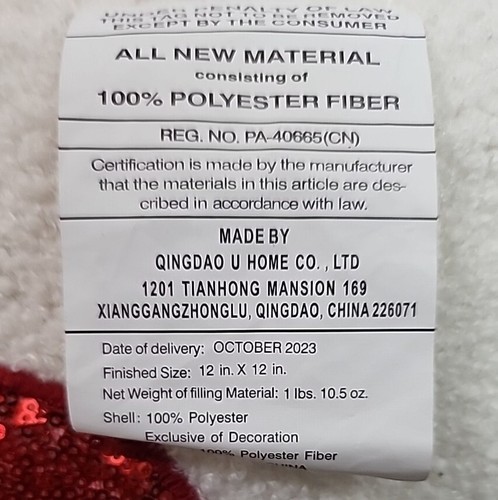 UNDER PENALTY OF LAW
THIS TAG NOT TO BE REMOVED
EXCEPT BY THE CONSUMER
ALL NEW MATERIAL
consisting of
100% POLYESTER FIBER
REG. NO. PA-40665(CN)
Certification is made by the manufacturer
that the materials in this article are des-
cribed in accordance with law.
MADE BY
QINGDAO U HOME CO., LTD
1201 TIANHONG MANSION 169
XIANGGANGZHONGLU, QINGDAO, CHINA 226071
Date of delivery: OCTOBER 2023
Finished Size: 12 in. X 12 in.
Net Weight of filling Material: 1 lbs. 10.5 oz.
Shell: 100% Polyester
Exclusive of Decoration
100% Polyester Fiber
CHINA